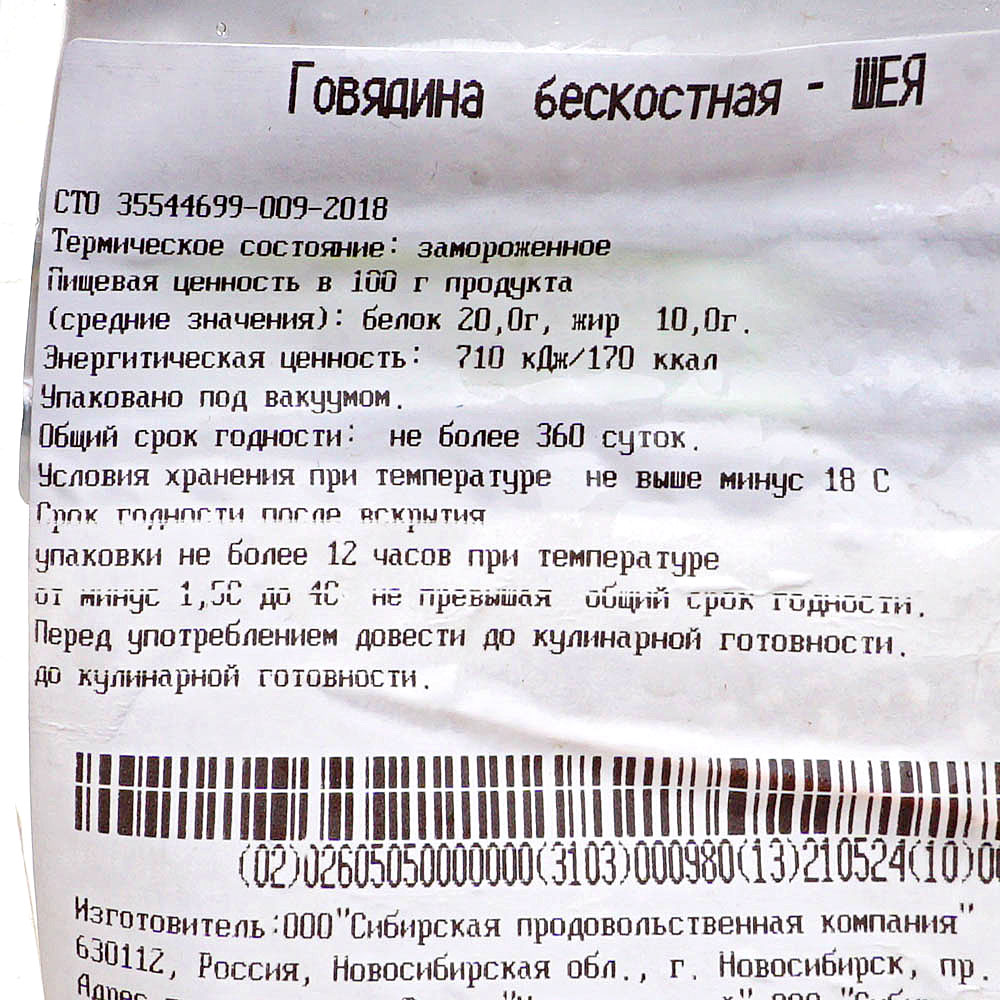 Говядина бескостная - ШЕЯ
СТО 35544699-009-2018
Термическое состояние: замороженное
Пищевая ценность в 100 г продукта
(средние значения): белок 20,0г, жир 10,0г.
Энергитическая ценность: 710 кДж/170 ккал
Упаковано под вакуумом.
Общий срок годности: не более 360 суток.
Условия хранения при температуре не выше минус 18 С
Срок годности после вскрытия
упаковки не более 12 часов при температуре
от минус 1,5С до 4С не превышая общий срок годности.
Перед употреблением довести до кулинарной готовности.
до кулинарной готовности.
(02)02605050000000(3103)000980(13)210524(10)00
Изготовитель:ООО"Сибирская продовольственная компания"
630112, Россия, Новосибирская обл., г. Новосибирск, пр.
Адрес